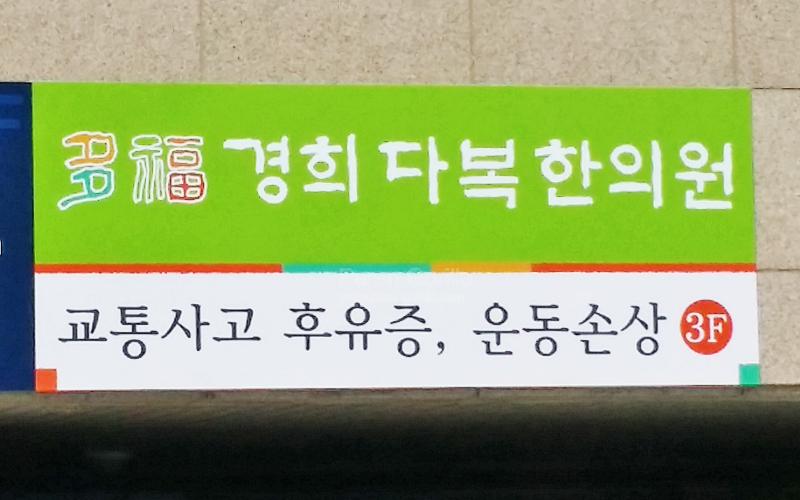 多福 경희 다복 한의원
교통사고 후유증, 운동손상 3F